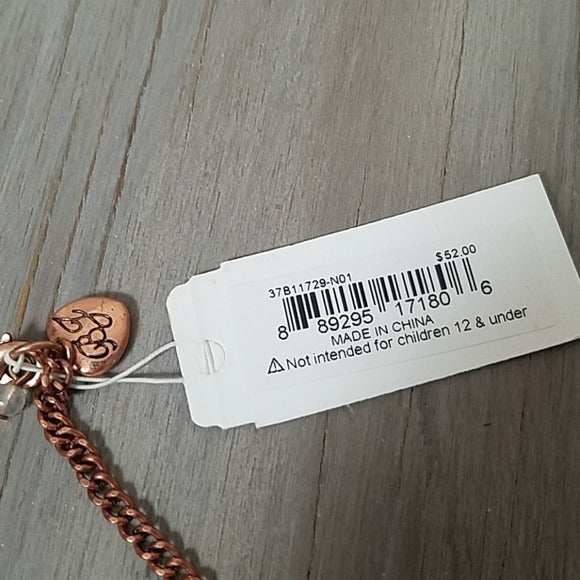 $52.00
37B11729-N01
8 89295 17180 6
MADE IN CHINA
⚠ Not intended for children 12 & under